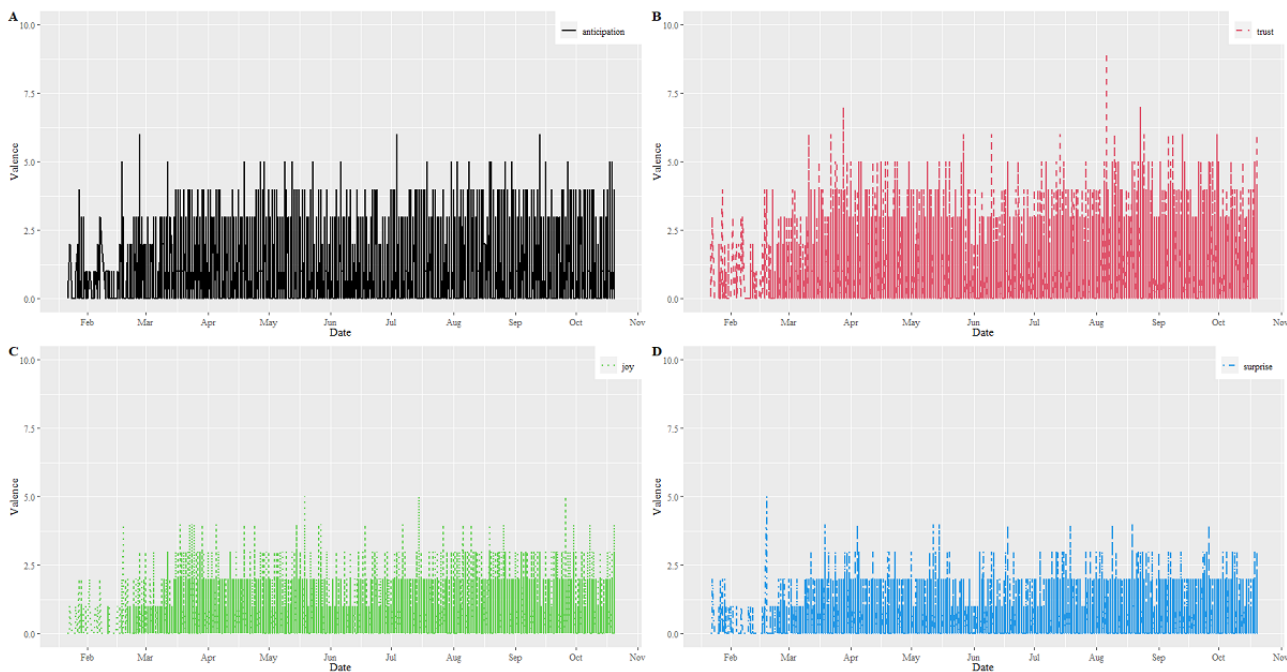 A
anticipation
10.0
7.5
5.0
2.5
0.0
Valence
Feb Mar Apr May Jun Jul Aug Sep Oct Nov
Date
B
trust
10.0
7.5
5.0
2.5
0.0
Valence
Feb Mar Apr May Jun Jul Aug Sep Oct Nov
Date
C
joy
10.0
7.5
5.0
2.5
0.0
Valence
Feb Mar Apr May Jun Jul Aug Sep Oct Nov
Date
D
surprise
10.0
7.5
5.0
2.5
0.0
Valence
Feb Mar Apr May Jun Jul Aug Sep Oct Nov
Date